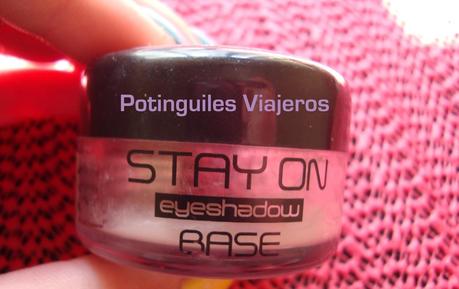 Potinguiles Viajeros
STAY ON
eyeshadow
BASE